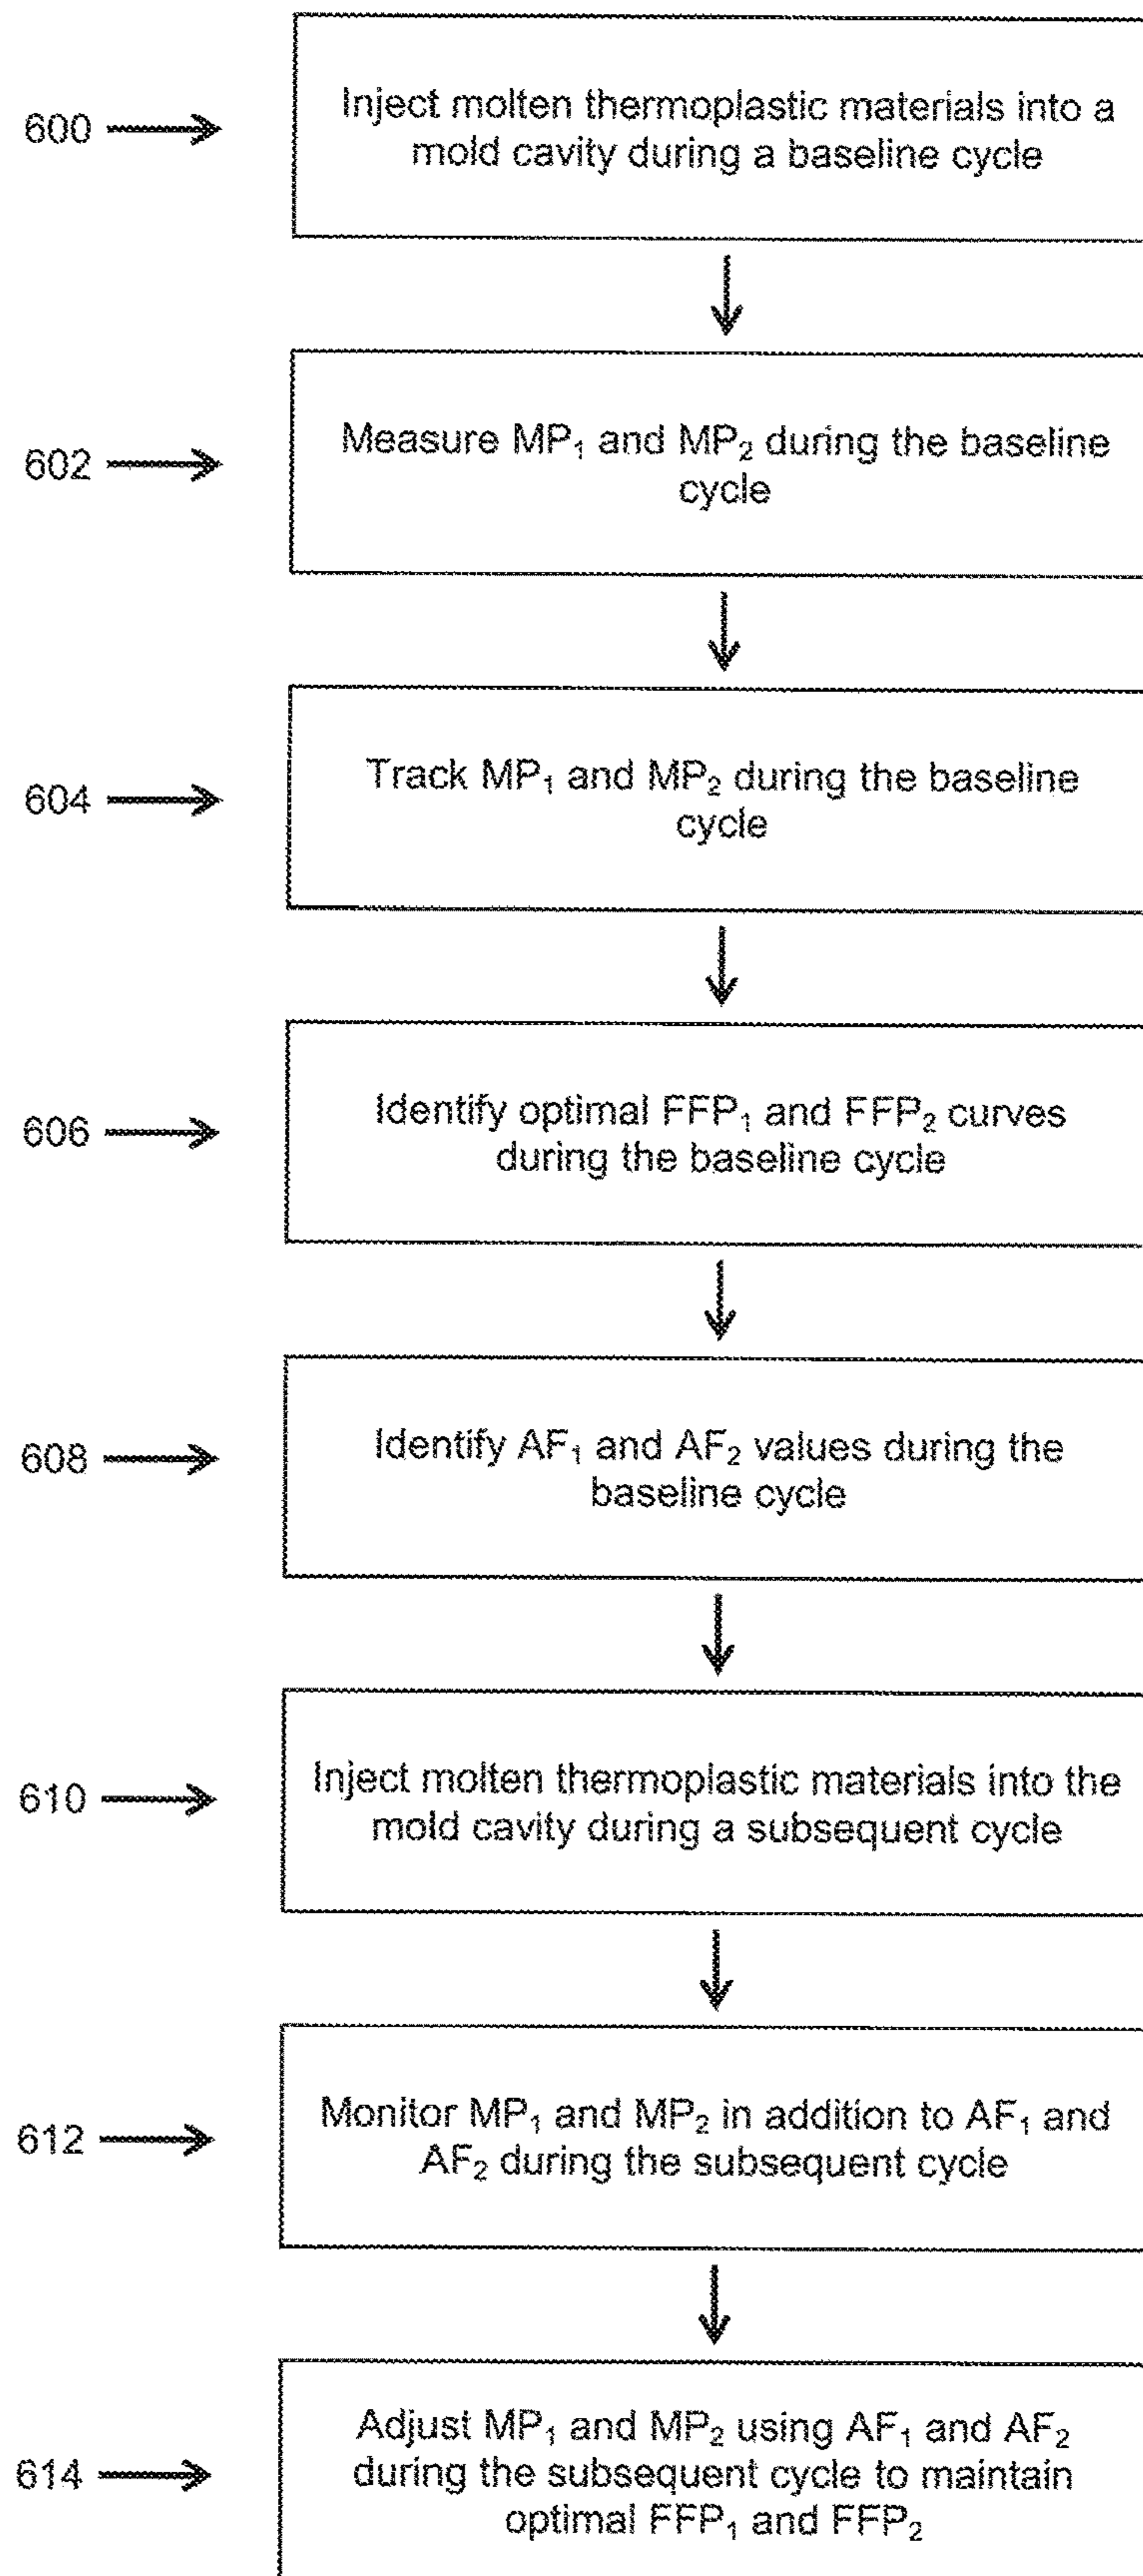 600
Inject molten thermoplastic materials into a
mold cavity during a baseline cycle
602
Measure MP₁ and MP₂ during the baseline
cycle
604
Track MP₁ and MP₂ during the baseline
cycle
606
Identify optimal FFP₁ and FFP₂ curves
during the baseline cycle
608
Identify AF₁ and AF₂ values during the
baseline cycle
610
Inject molten thermoplastic materials into the
mold cavity during a subsequent cycle
612
Monitor MP₁ and MP₂ in addition to AF₁ and
AF₂ during the subsequent cycle
614
Adjust MP₁ and MP₂ using AF₁ and AF₂
during the subsequent cycle to maintain
optimal FFP₁ and FFP₂